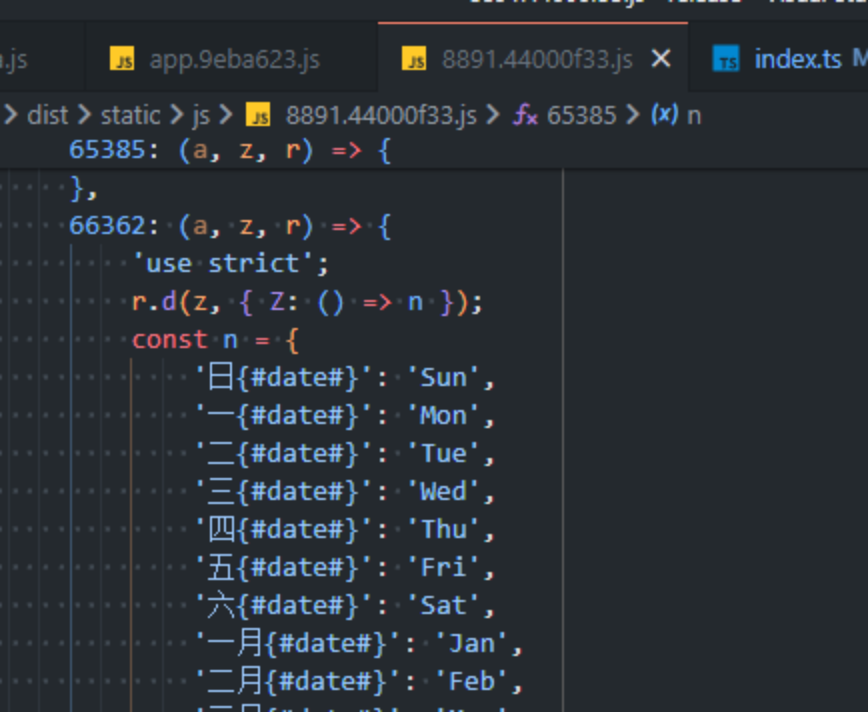 .js
JS app.9eba623.js
JS 8891.44000f33.js ×
TS index.ts M
> dist > static > js > JS 8891.44000f33.js > fx 65385 > (x) n
65385: (a, z, r) => {
},
66362: (a, z, r) => {
'use strict';
r.d(z, { Z: () => n });
const n = {
'日{#date#}': 'Sun',
'一{#date#}': 'Mon',
'二{#date#}': 'Tue',
'三{#date#}': 'Wed',
'四{#date#}': 'Thu',
'五{#date#}': 'Fri',
'六{#date#}': 'Sat',
'一月{#date#}': 'Jan',
'二月{#date#}': 'Feb',